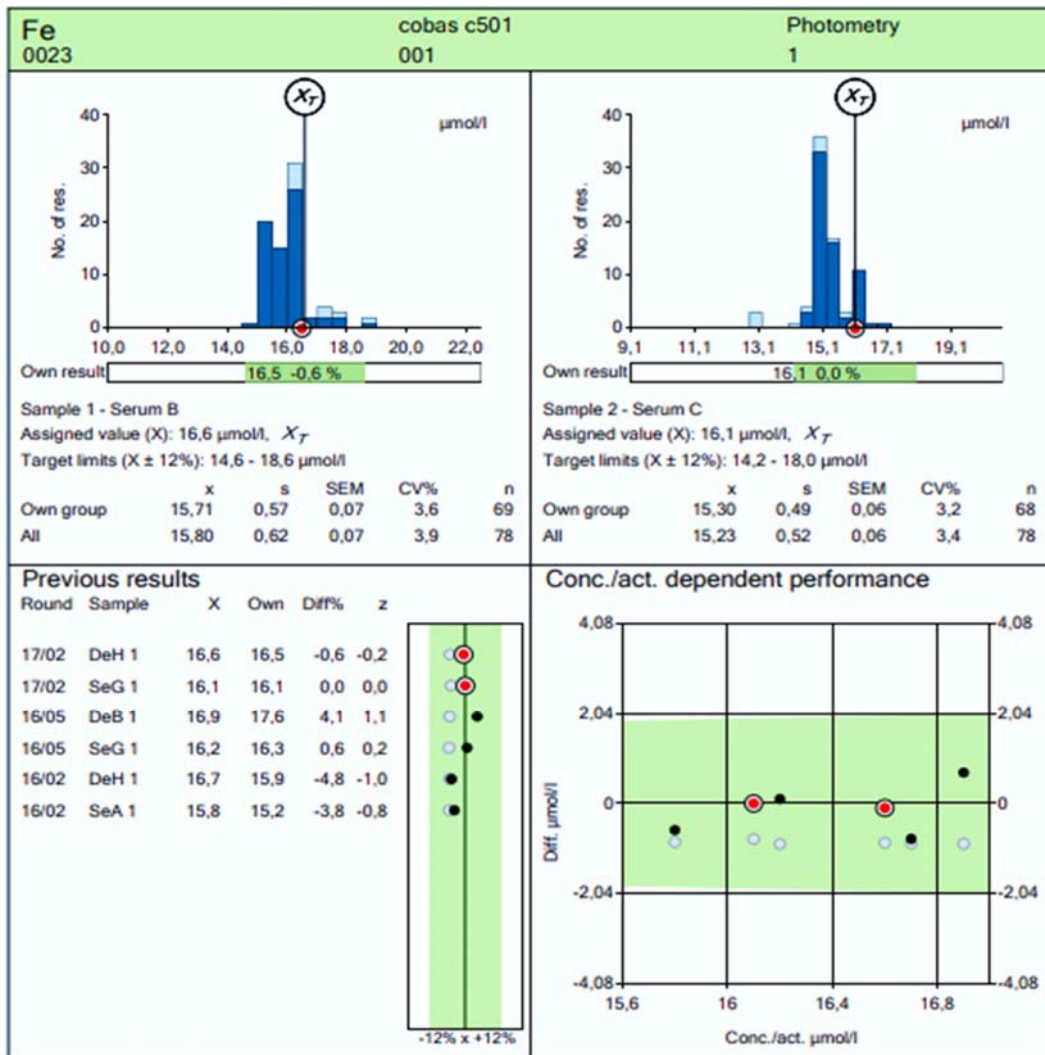 Fe cobas c501 Photometry
0023 001 1
X_T
40
30
20
10
0
No. of res.
µmol/l
10,0 12,0 14,0 16,0 18,0 20,0 22,0
Own result 16,5 -0,6 %
Sample 1 - Serum B
Assigned value (X): 16,6 µmol/l, X_T
Target limits (X ± 12%): 14,6 - 18,6 µmol/l
x s SEM CV% n
Own group 15,71 0,57 0,07 3,6 69
All 15,80 0,62 0,07 3,9 78
X_T
40
30
20
10
0
No. of res.
µmol/l
9,1 11,1 13,1 15,1 17,1 19,1
Own result 16,1 0,0 %
Sample 2 - Serum C
Assigned value (X): 16,1 µmol/l, X_T
Target limits (X ± 12%): 14,2 - 18,0 µmol/l
x s SEM CV% n
Own group 15,30 0,49 0,06 3,2 68
All 15,23 0,52 0,06 3,4 78
Previous results
Round Sample X Own Diff% z
17/02 DeH 1 16,6 16,5 -0,6 -0,2
17/02 SeG 1 16,1 16,1 0,0 0,0
16/05 DeB 1 16,9 17,6 4,1 1,1
16/05 SeG 1 16,2 16,3 0,6 0,2
16/02 DeH 1 16,7 15,9 -4,8 -1,0
16/02 SeA 1 15,8 15,2 -3,8 -0,8
-12% x +12%
Conc./act. dependent performance
4,08 4,08
2,04 2,04
0 0
-2,04 -2,04
-4,08 -4,08
Diff. µmol/l
15,6 16 16,4 16,8
Conc./act. µmol/l